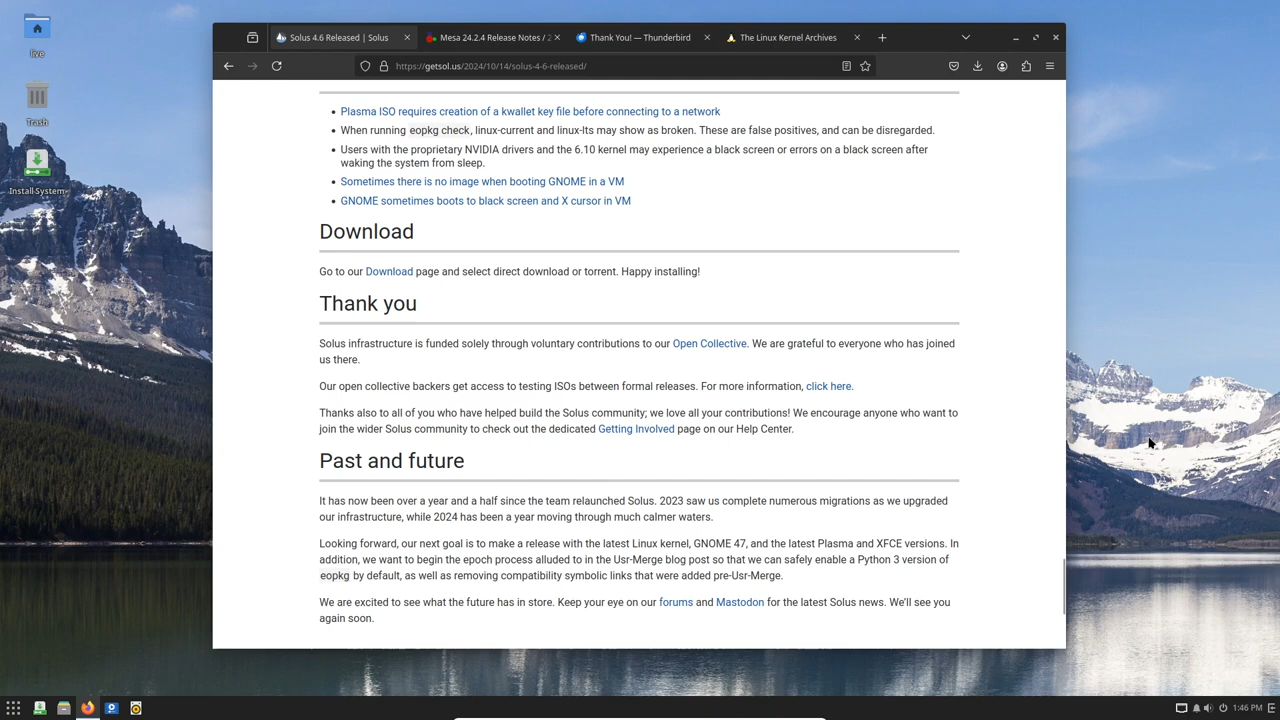 live
Trash
Install System
Solus 4.6 Released | Solus
Mesa 24.2.4 Release Notes / 2
Thank You! — Thunderbird
The Linux Kernel Archives
https://getsol.us/2024/10/14/solus-4-6-released/
Plasma ISO requires creation of a kwallet key file before connecting to a network
When running eopkg check, linux-current and linux-lts may show as broken. These are false positives, and can be disregarded.
Users with the proprietary NVIDIA drivers and the 6.10 kernel may experience a black screen or errors on a black screen after
waking the system from sleep.
Sometimes there is no image when booting GNOME in a VM
GNOME sometimes boots to black screen and X cursor in VM
Download
Go to our Download page and select direct download or torrent. Happy installing!
Thank you
Solus infrastructure is funded solely through voluntary contributions to our Open Collective. We are grateful to everyone who has joined
us there.
Our open collective backers get access to testing ISOs between formal releases. For more information, click here.
Thanks also to all of you who have helped build the Solus community; we love all your contributions! We encourage anyone who want to
join the wider Solus community to check out the dedicated Getting Involved page on our Help Center.
Past and future
It has now been over a year and a half since the team relaunched Solus. 2023 saw us complete numerous migrations as we upgraded
our infrastructure, while 2024 has been a year moving through much calmer waters.
Looking forward, our next goal is to make a release with the latest Linux kernel, GNOME 47, and the latest Plasma and XFCE versions. In
addition, we want to begin the epoch process alluded to in the Usr-Merge blog post so that we can safely enable a Python 3 version of
eopkg by default, as well as removing compatibility symbolic links that were added pre-Usr-Merge.
We are excited to see what the future has in store. Keep your eye on our forums and Mastodon for the latest Solus news. We'll see you
again soon.
1:46 PM